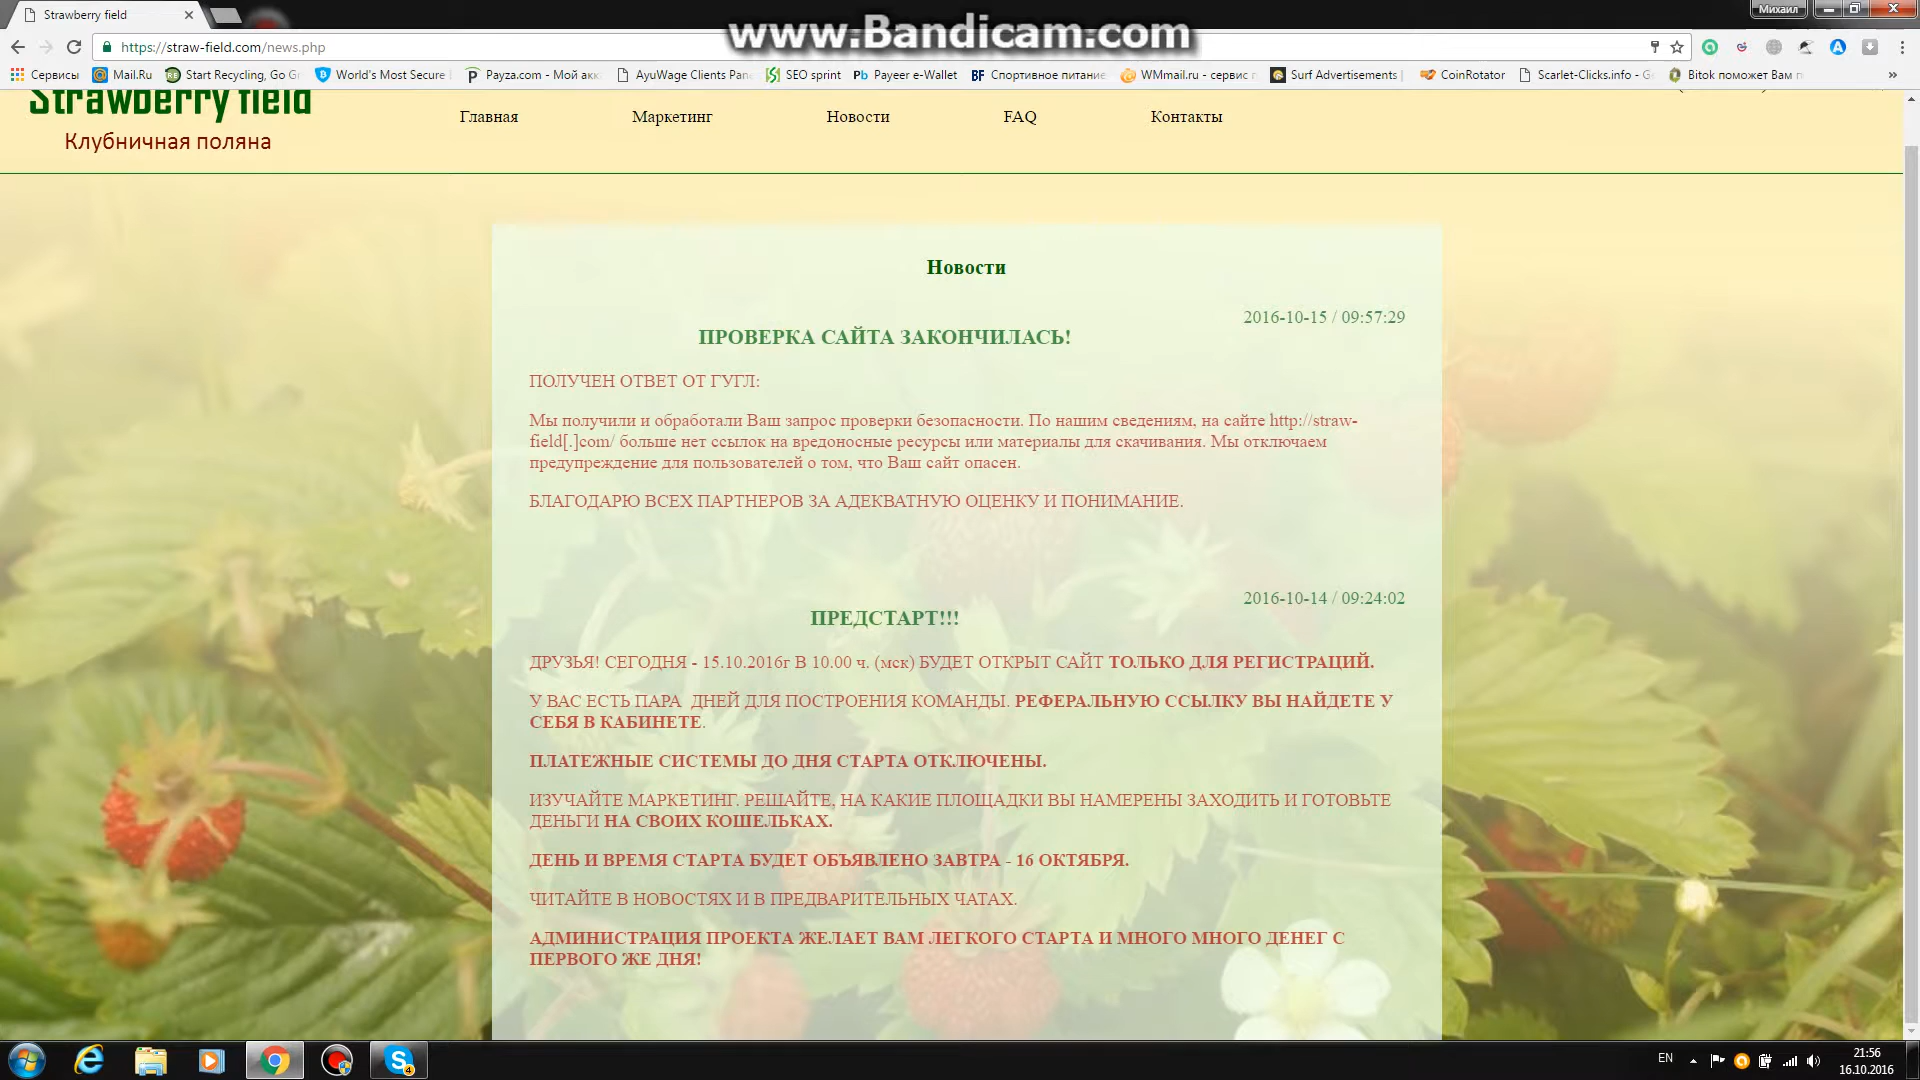 Strawberry field
www.Bandicam.com
Михаил
https://straw-field.com/news.php
Сервисы
Mail.Ru
Start Recycling, Go G
World's Most Secure
Payza.com - Мой акк
AyuWage Clients Pan
SEO sprint
Payeer e-Wallet
Спортивное питание
WMmail.ru - сервис п
Surf Advertisements
CoinRotator
Scarlet-Clicks.info - G
Bitok поможет Вам п
Strawberry field
Клубничная поляна
Главная
Маркетинг
Новости
FAQ
Контакты
Новости
2016-10-15 / 09:57:29
ПРОВЕРКА САЙТА ЗАКОНЧИЛАСЬ!
ПОЛУЧЕН ОТВЕТ ОТ ГУГЛ:
Мы получили и обработали Ваш запрос проверки безопасности. По нашим сведениям, на сайте http://straw-
field[.]com/ больше нет ссылок на вредоносные ресурсы или материалы для скачивания. Мы отключаем
предупреждение для пользователей о том, что Ваш сайт опасен.
БЛАГОДАРЮ ВСЕХ ПАРТНЕРОВ ЗА АДЕКВАТНУЮ ОЦЕНКУ И ПОНИМАНИЕ.
2016-10-14 / 09:24:02
ПРЕДСТАРТ!!!
ДРУЗЬЯ! СЕГОДНЯ - 15.10.2016г В 10.00 ч. (мск) БУДЕТ ОТКРЫТ САЙТ ТОЛЬКО ДЛЯ РЕГИСТРАЦИЙ.
У ВАС ЕСТЬ ПАРА ДНЕЙ ДЛЯ ПОСТРОЕНИЯ КОМАНДЫ. РЕФЕРАЛЬНУЮ ССЫЛКУ ВЫ НАЙДЕТЕ У
СЕБЯ В КАБИНЕТЕ.
ПЛАТЕЖНЫЕ СИСТЕМЫ ДО ДНЯ СТАРТА ОТКЛЮЧЕНЫ.
ИЗУЧАЙТЕ МАРКЕТИНГ. РЕШАЙТЕ, НА КАКИЕ ПЛОЩАДКИ ВЫ НАМЕРЕНЫ ЗАХОДИТЬ И ГОТОВЬТЕ
ДЕНЬГИ НА СВОИХ КОШЕЛЬКАХ.
ДЕНЬ И ВРЕМЯ СТАРТА БУДЕТ ОБЪЯВЛЕНО ЗАВТРА - 16 ОКТЯБРЯ.
ЧИТАЙТЕ В НОВОСТЯХ И В ПРЕДВАРИТЕЛЬНЫХ ЧАТАХ.
АДМИНИСТРАЦИЯ ПРОЕКТА ЖЕЛАЕТ ВАМ ЛЕГКОГО СТАРТА И МНОГО МНОГО ДЕНЕГ С
ПЕРВОГО ЖЕ ДНЯ!
EN
21:56
16.10.2016